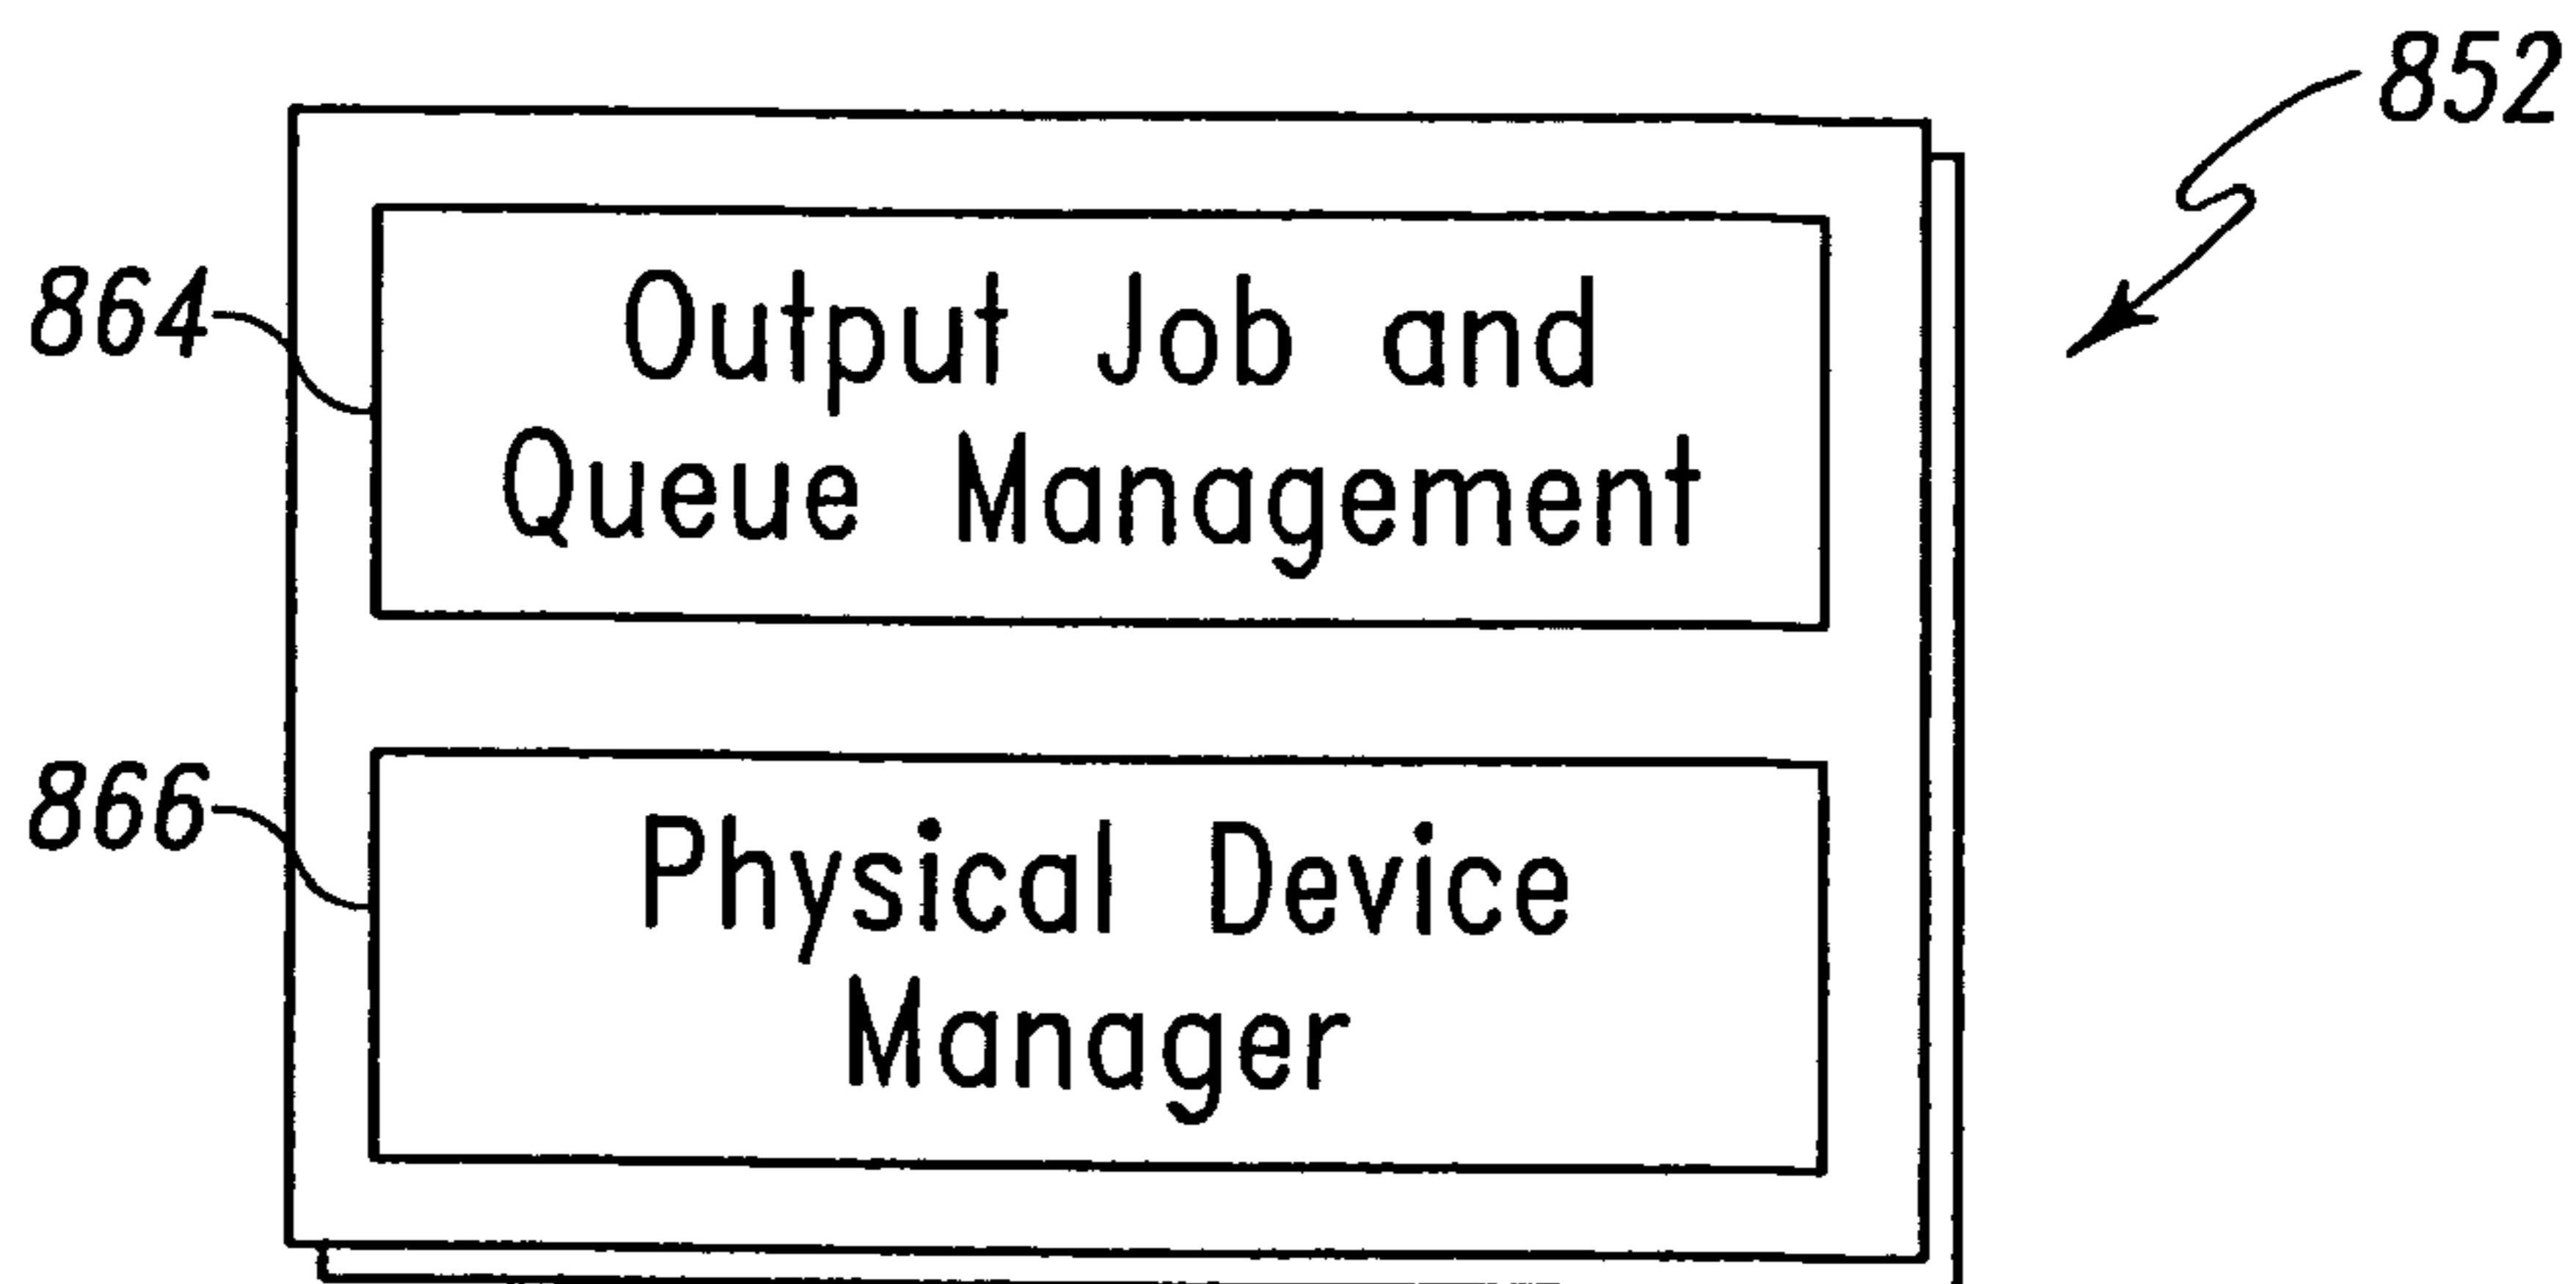 852
864
Output Job and
Queue Management
866
Physical Device
Manager